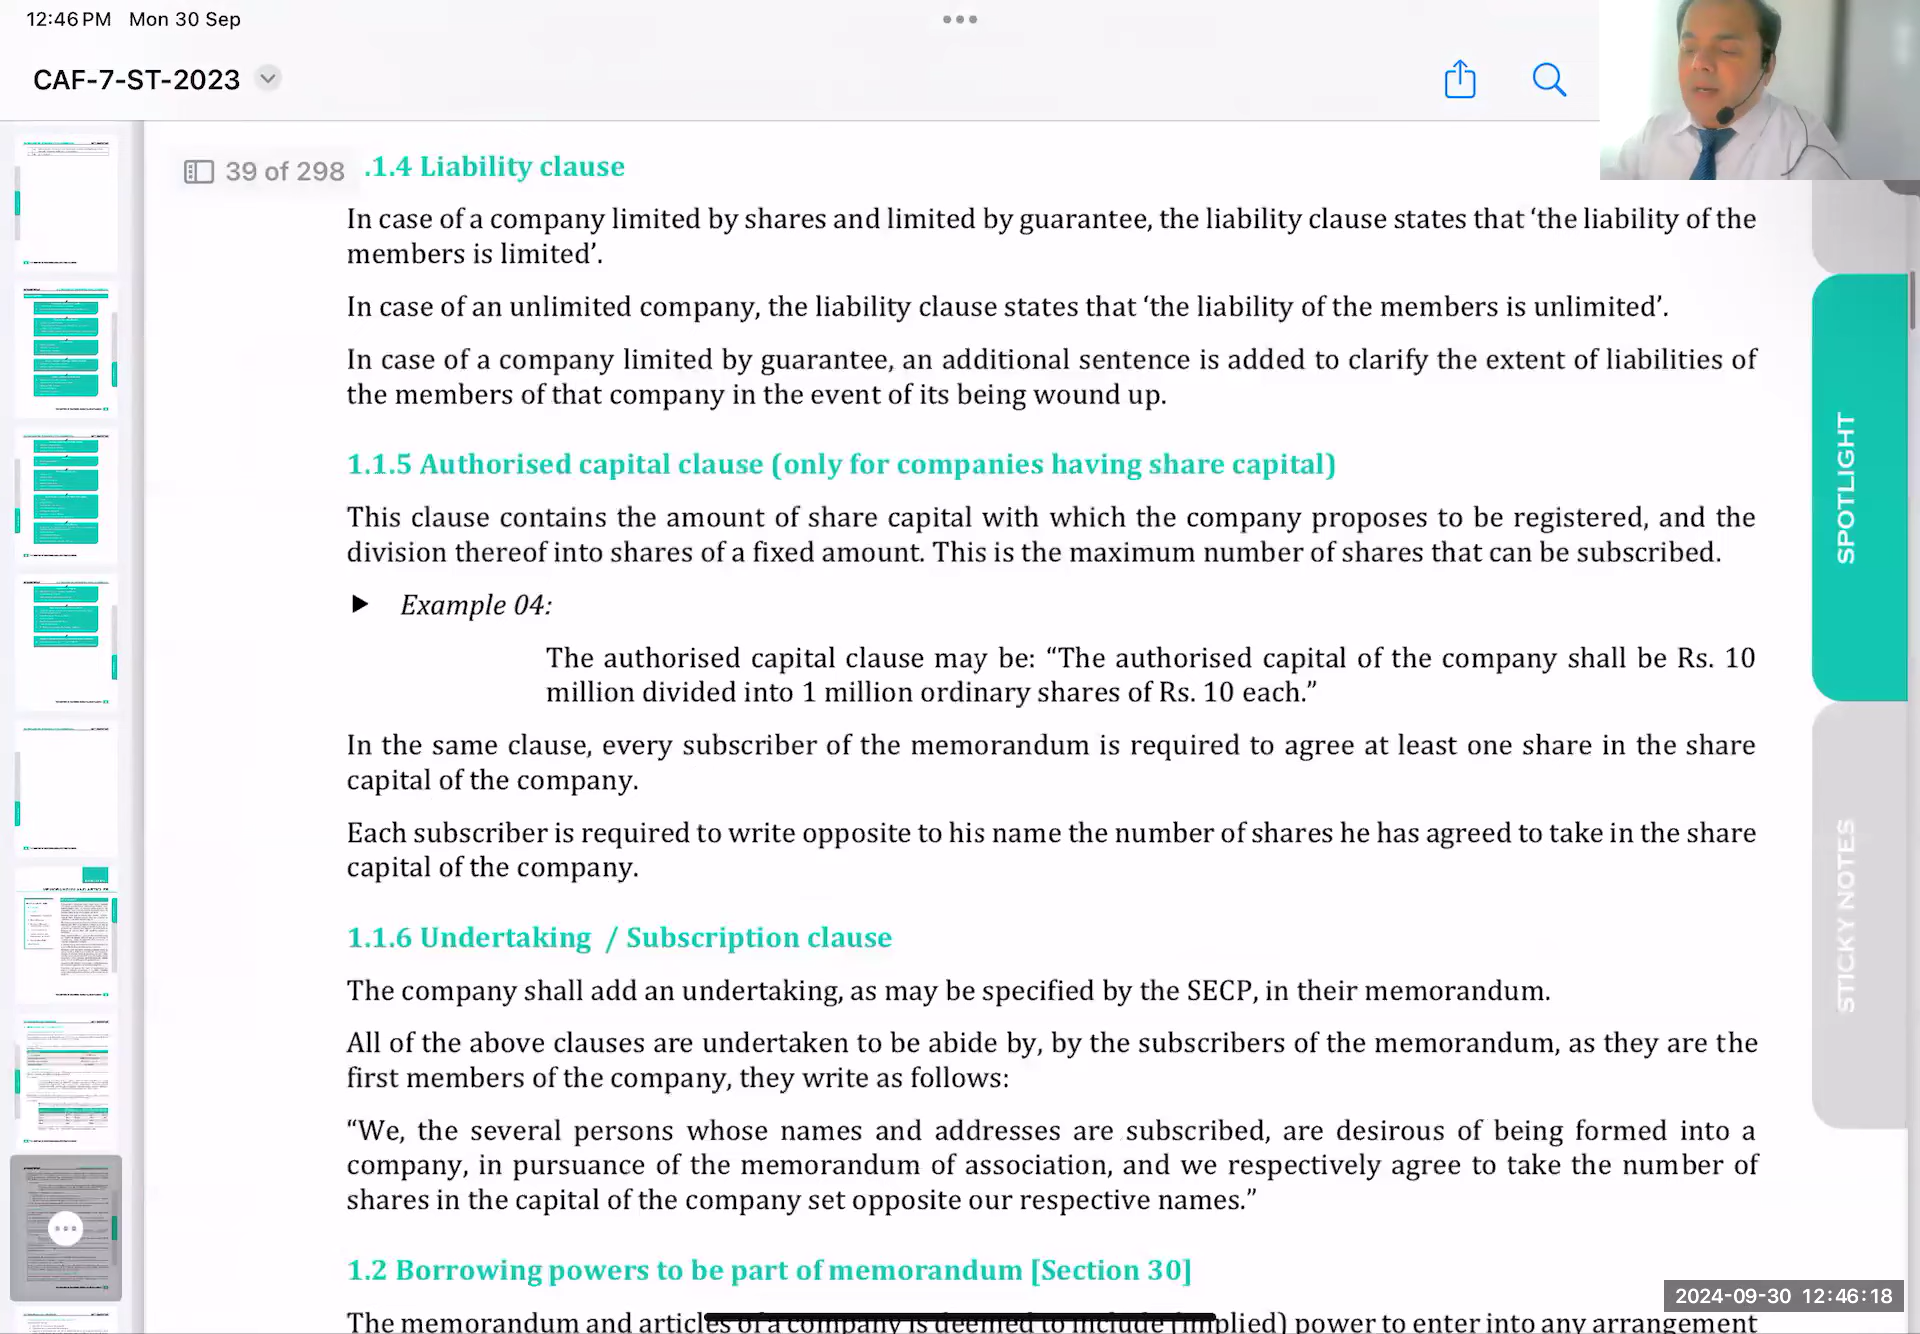 12:46 PM Mon 30 Sep
CAF-7-ST-2023
39 of 298
.1.4 Liability clause
In case of a company limited by shares and limited by guarantee, the liability clause states that ‘the liability of the
members is limited’.
In case of an unlimited company, the liability clause states that ‘the liability of the members is unlimited’.
In case of a company limited by guarantee, an additional sentence is added to clarify the extent of liabilities of
the members of that company in the event of its being wound up.
1.1.5 Authorised capital clause (only for companies having share capital)
This clause contains the amount of share capital with which the company proposes to be registered, and the
division thereof into shares of a fixed amount. This is the maximum number of shares that can be subscribed.
Example 04:
The authorised capital clause may be: “The authorised capital of the company shall be Rs. 10
million divided into 1 million ordinary shares of Rs. 10 each.”
In the same clause, every subscriber of the memorandum is required to agree at least one share in the share
capital of the company.
Each subscriber is required to write opposite to his name the number of shares he has agreed to take in the share
capital of the company.
1.1.6 Undertaking / Subscription clause
The company shall add an undertaking, as may be specified by the SECP, in their memorandum.
All of the above clauses are undertaken to be abide by, by the subscribers of the memorandum, as they are the
first members of the company, they write as follows:
“We, the several persons whose names and addresses are subscribed, are desirous of being formed into a
company, in pursuance of the memorandum of association, and we respectively agree to take the number of
shares in the capital of the company set opposite our respective names.”
1.2 Borrowing powers to be part of memorandum [Section 30]
The memorandum and articles of a company is deemed to include (implied) power to enter into any arrangement
SPOTLIGHT
STICKY NOTES
2024-09-30 12:46:18